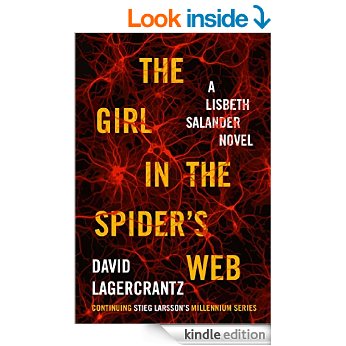 Look inside
THE
GIRL
IN THE
SPIDER'S
WEB
A
LISBETH
SALANDER
NOVEL
DAVID
LAGERCRANTZ
CONTINUING STIEG LARSSON'S MILLENNIUM SERIES
kindle edition